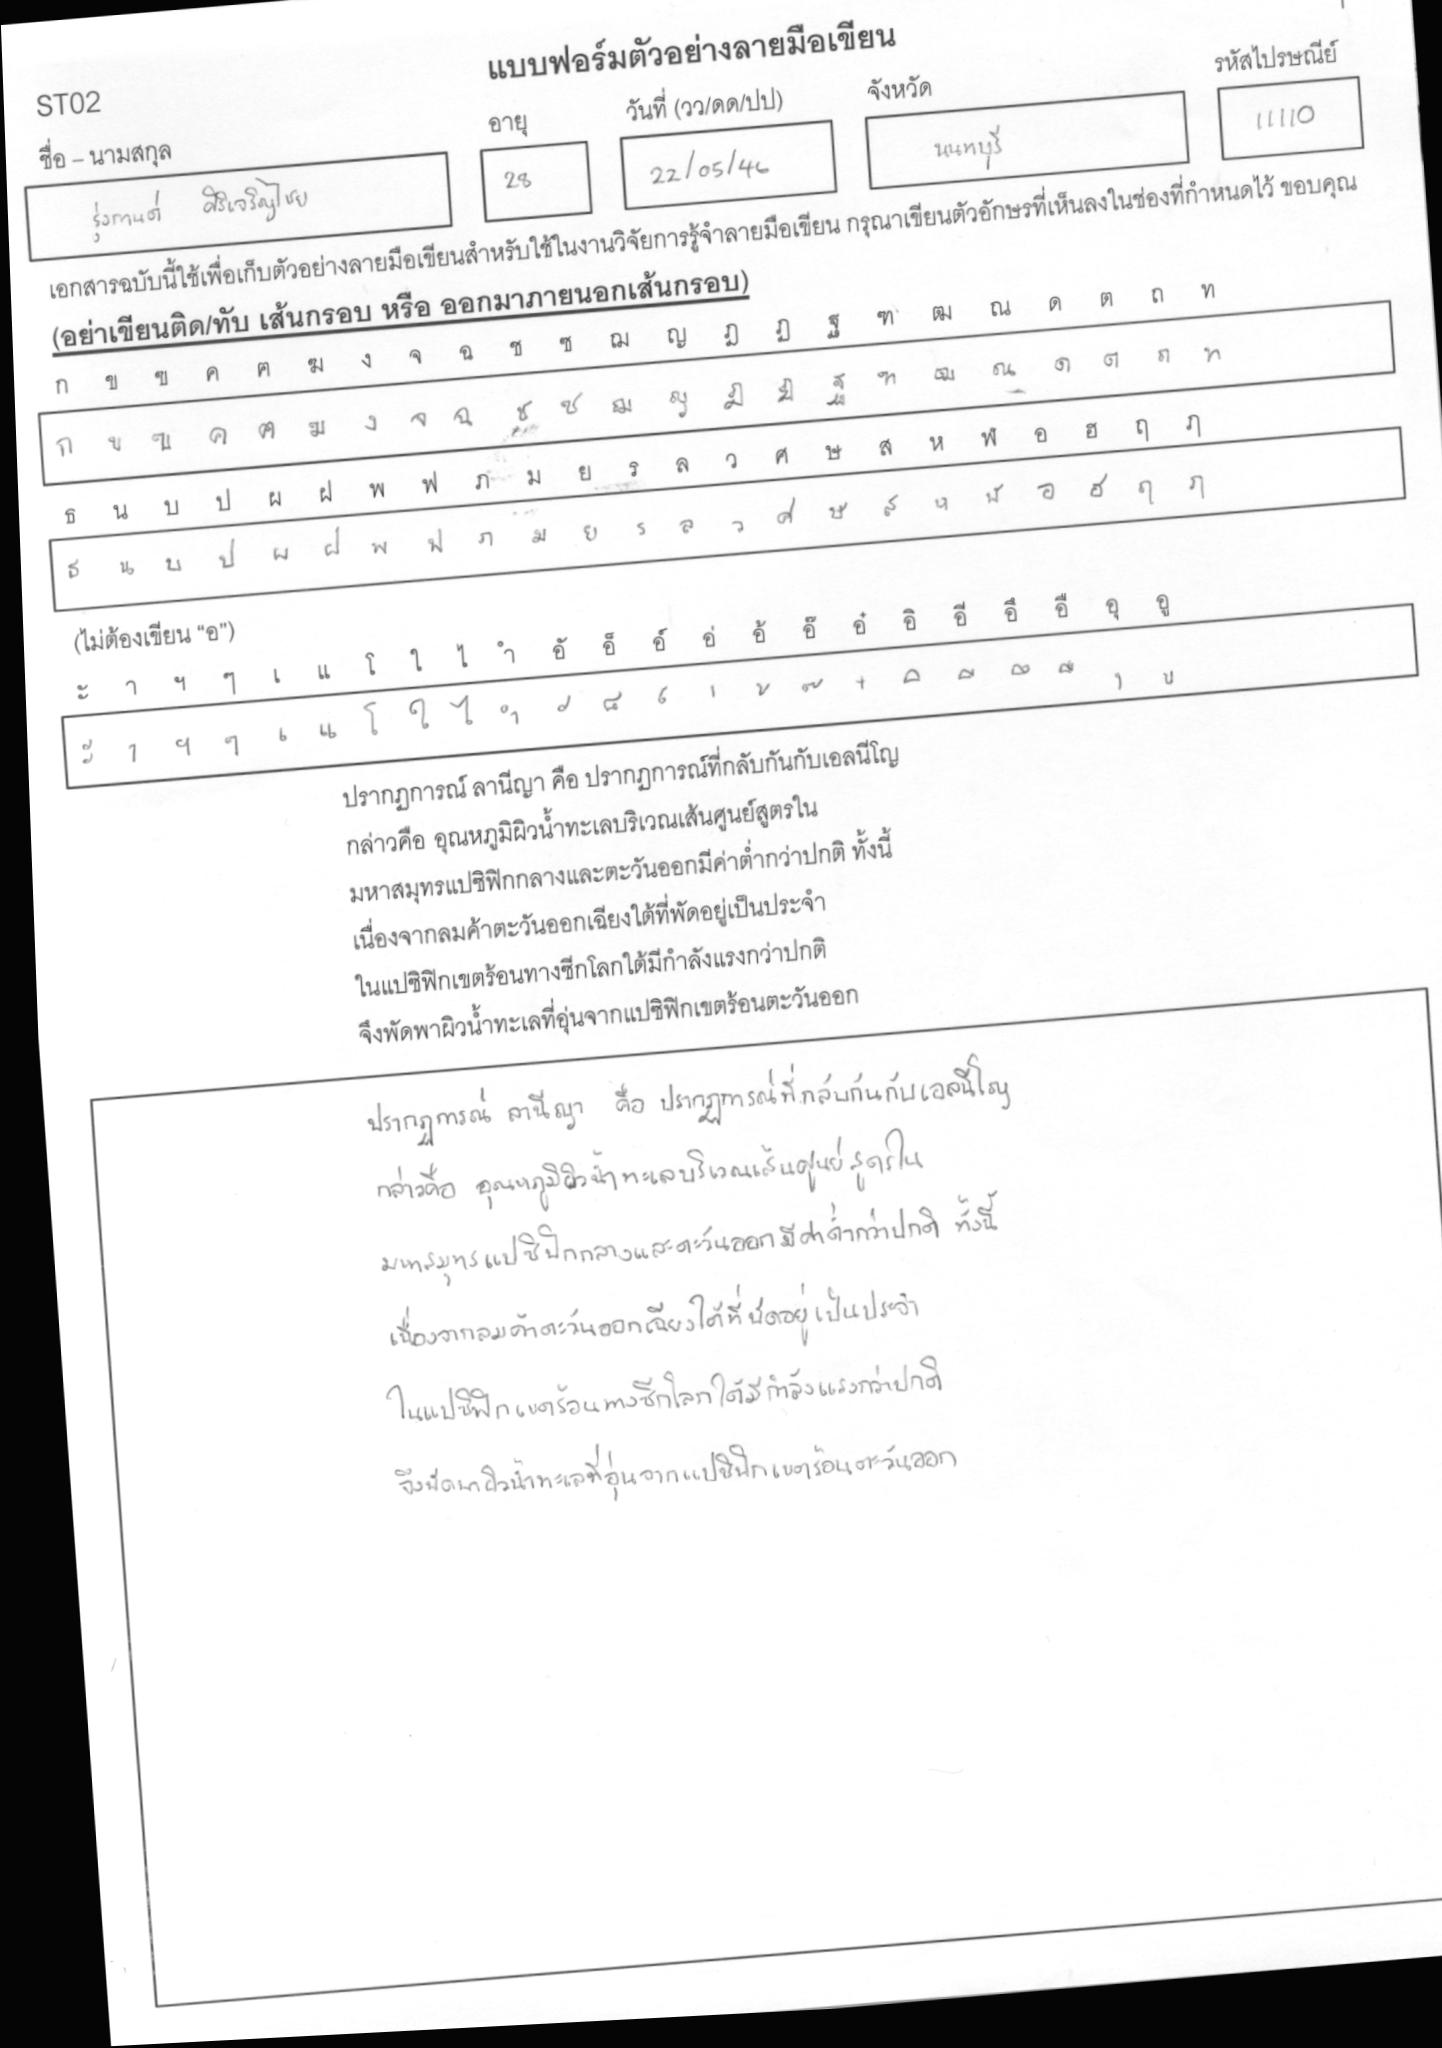 แบบฟอร์มตัวอย่างลายมือเขียน
ST02
ชื่อ – นามสกุล อายุ วันที่ (วว/ดด/ปป) จังหวัด รหัสไปรษณีย์
รุ่งกานต์ ศิริเจริญไชย 28 22/05/46 นนทบุรี 11110
เอกสารฉบับนี้ใช้เพื่อเก็บตัวอย่างลายมือเขียนสำหรับใช้ในงานวิจัยการรู้จำลายมือเขียน กรุณาเขียนตัวอักษรที่เห็นลงในช่องที่กำหนดไว้ ขอบคุณ
(อย่าเขียนติด/ทับ เส้นกรอบ หรือ ออกมาภายนอกเส้นกรอบ)
ก ข ฃ ค ฅ ฆ ง จ ฉ ช ซ ฌ ญ ฎ ฏ ฐ ฑ ฒ ณ ด ต ถ ท
ก ข ฃ ค ฅ ฆ ง จ ฉ ช ซ ฌ ญ ฎ ฏ ฐ ฑ ฒ ณ ด ต ถ ท
ธ น บ ป ผ ฝ พ ฟ ภ ม ย ร ล ว ศ ษ ส ห ฬ อ ฮ ฤ ภ
ธ น บ ป ผ ฝ พ ฟ ภ ม ย ร ล ว ศ ษ ส ห ฬ อ ฮ ฤ ภ
(ไม่ต้องเขียน “อ”)
ะ า ฯ ๆ เ แ โ ใ ไ ำ อั อ็ อ์ อ่ อ้ อ๊ อ๋ อิ อี อึ อื อุ อู
ะ า ฯ ๆ เ แ โ ใ ไ ำ ั ็ ์ ่ ้ ๊ ๋ ิ ี ึ ื ุ ู
ปรากฏการณ์ ลานีญา คือ ปรากฏการณ์ที่กลับกันกับเอลนีโญ
กล่าวคือ อุณหภูมิผิวน้ำทะเลบริเวณเส้นศูนย์สูตรใน
มหาสมุทรแปซิฟิกกลางและตะวันออกมีค่าต่ำกว่าปกติ ทั้งนี้
เนื่องจากลมค้าตะวันออกเฉียงใต้ที่พัดอยู่เป็นประจำ
ในแปซิฟิกเขตร้อนทางซีกโลกใต้มีกำลังแรงกว่าปกติ
จึงพัดพาผิวน้ำทะเลที่อุ่นจากแปซิฟิกเขตร้อนตะวันออก
ปรากฏการณ์ ลานีญา คือ ปรากฏการณ์ที่กลับกันกับเอลนีโญ
กล่าวคือ อุณหภูมิผิวน้ำทะเลบริเวณเส้นศูนย์สูตรใน
มหาสมุทรแปซิฟิกกลางและตะวันออกมีค่าต่ำกว่าปกติ ทั้งนี้
เนื่องจากลมค้าตะวันออกเฉียงใต้ที่พัดอยู่เป็นประจำ
ในแปซิฟิกเขตร้อนทางซีกโลกใต้มีกำลังแรงกว่าปกติ
จึงพัดพาผิวน้ำทะเลที่อุ่นจากแปซิฟิกเขตร้อนตะวันออก